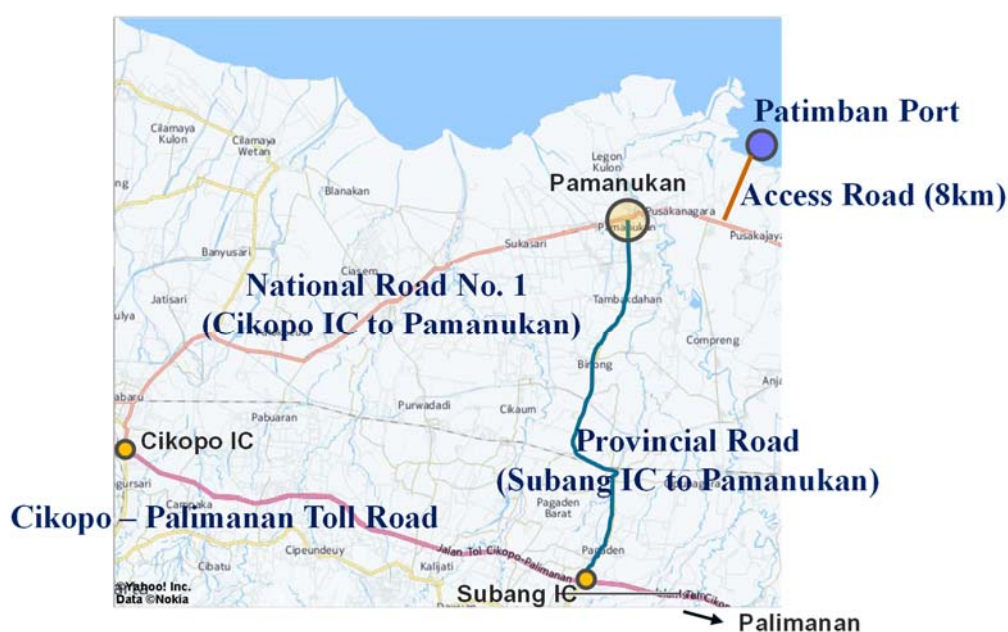 Patimban Port
Cilamaya
Kulon
Cilamaya
Wetan
Legon
Kulon
Blanakan
Pamanukan
Access Road (8km)
Pusakanagara
Pamanukan
Pusakajaya
Sukasari
Banyusari
Ciasem
National Road No. 1
(Cikopo IC to Pamanukan)
Jatisari
Tambakdahan
Compreng
Binong
Purwadadi
Cikaum
Pabuaran
Cikopo IC
Provincial Road
(Subang IC to Pamanukan)
Campaka
Pagaden
Barat
Cikopo – Palimanan Toll Road
Cipeundeuy
Jalan Tol Cikopo-Palimanan
Pagaden
Cibatu
Kalijati
©Yahoo! Inc.
Data ©Nokia
Subang IC
Palimanan